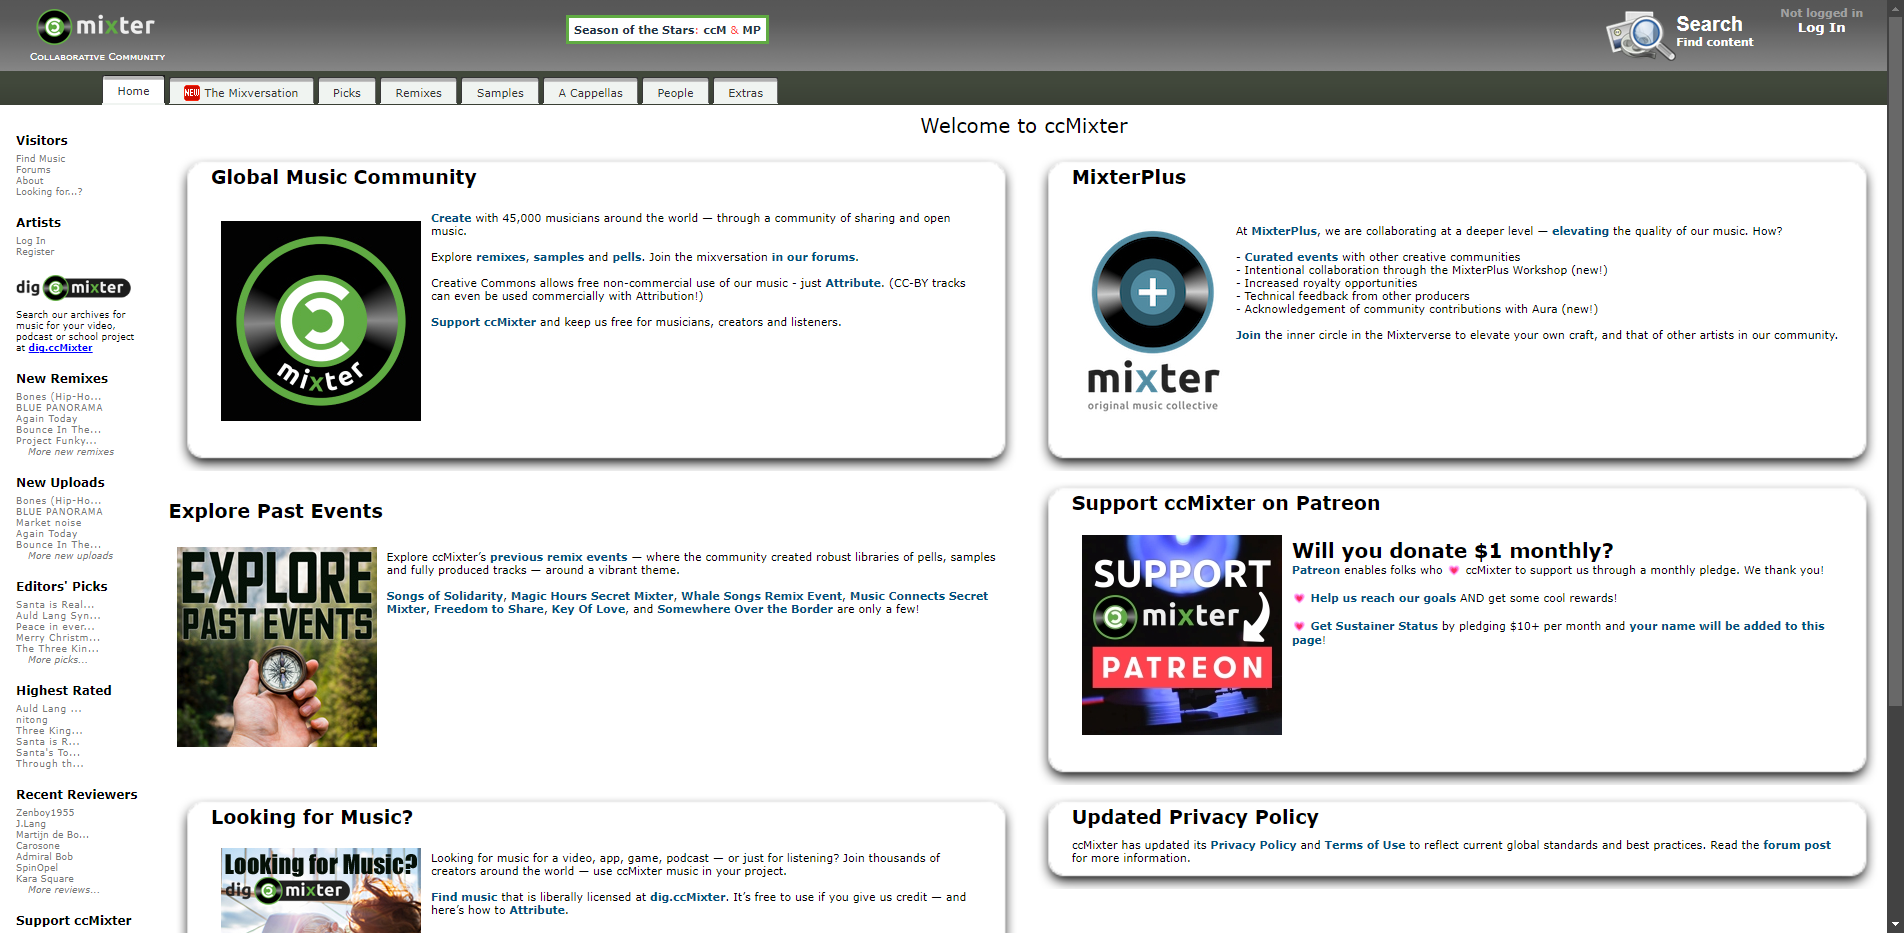 mixter
Collaborative Community
Season of the Stars: ccM & MP
Search
Find content
Not logged in
Log In
Home
NEW The Mixversation
Picks
Remixes
Samples
A Cappellas
People
Extras
Welcome to ccMixter
Visitors
Find Music
Forums
About
Looking for...?
Artists
Log In
Register
dig mixter
Search our archives for
music for your video,
podcast or school project
at dig.ccMixter
New Remixes
Bones (Hip-Ho...
BLUE PANORAMA
Again Today
Bounce In The...
Project Funky...
More new remixes
New Uploads
Bones (Hip-Ho...
BLUE PANORAMA
Market noise
Again Today
Bounce In The...
More new uploads
Editors' Picks
Santa is Real...
Auld Lang Syn...
Peace in ever...
Merry Christm...
The Three Kin...
More picks...
Highest Rated
Auld Lang ...
nitong
Three King...
Santa is R...
Santa's To...
Through th...
Recent Reviewers
Zenboy1955
J.Lang
Martijn de Bo...
Carosone
Admiral Bob
SpinOpel
Kara Square
More reviews...
Support ccMixter
Global Music Community
mixter
Create with 45,000 musicians around the world — through a community of sharing and open
music.
Explore remixes, samples and pells. Join the mixversation in our forums.
Creative Commons allows free non-commercial use of our music - just Attribute. (CC-BY tracks
can even be used commercially with Attribution!)
Support ccMixter and keep us free for musicians, creators and listeners.
MixterPlus
mixter
original music collective
At MixterPlus, we are collaborating at a deeper level — elevating the quality of our music. How?
- Curated events with other creative communities
- Intentional collaboration through the MixterPlus Workshop (new!)
- Increased royalty opportunities
- Technical feedback from other producers
- Acknowledgement of community contributions with Aura (new!)
Join the inner circle in the Mixterverse to elevate your own craft, and that of other artists in our community.
Explore Past Events
EXPLORE
PAST EVENTS
Explore ccMixter’s previous remix events — where the community created robust libraries of pells, samples
and fully produced tracks — around a vibrant theme.
Songs of Solidarity, Magic Hours Secret Mixter, Whale Songs Remix Event, Music Connects Secret
Mixter, Freedom to Share, Key Of Love, and Somewhere Over the Border are only a few!
Support ccMixter on Patreon
SUPPORT
mixter
PATREON
Will you donate $1 monthly?
Patreon enables folks who 💗 ccMixter to support us through a monthly pledge. We thank you!
💗 Help us reach our goals AND get some cool rewards!
💗 Get Sustainer Status by pledging $10+ per month and your name will be added to this
page!
Looking for Music?
Looking for Music?
dig mixter
Looking for music for a video, app, game, podcast — or just for listening? Join thousands of
creators around the world — use ccMixter music in your project.
Find music that is liberally licensed at dig.ccMixter. It’s free to use if you give us credit — and
here’s how to Attribute.
Updated Privacy Policy
ccMixter has updated its Privacy Policy and Terms of Use to reflect current global standards and best practices. Read the forum post
for more information.